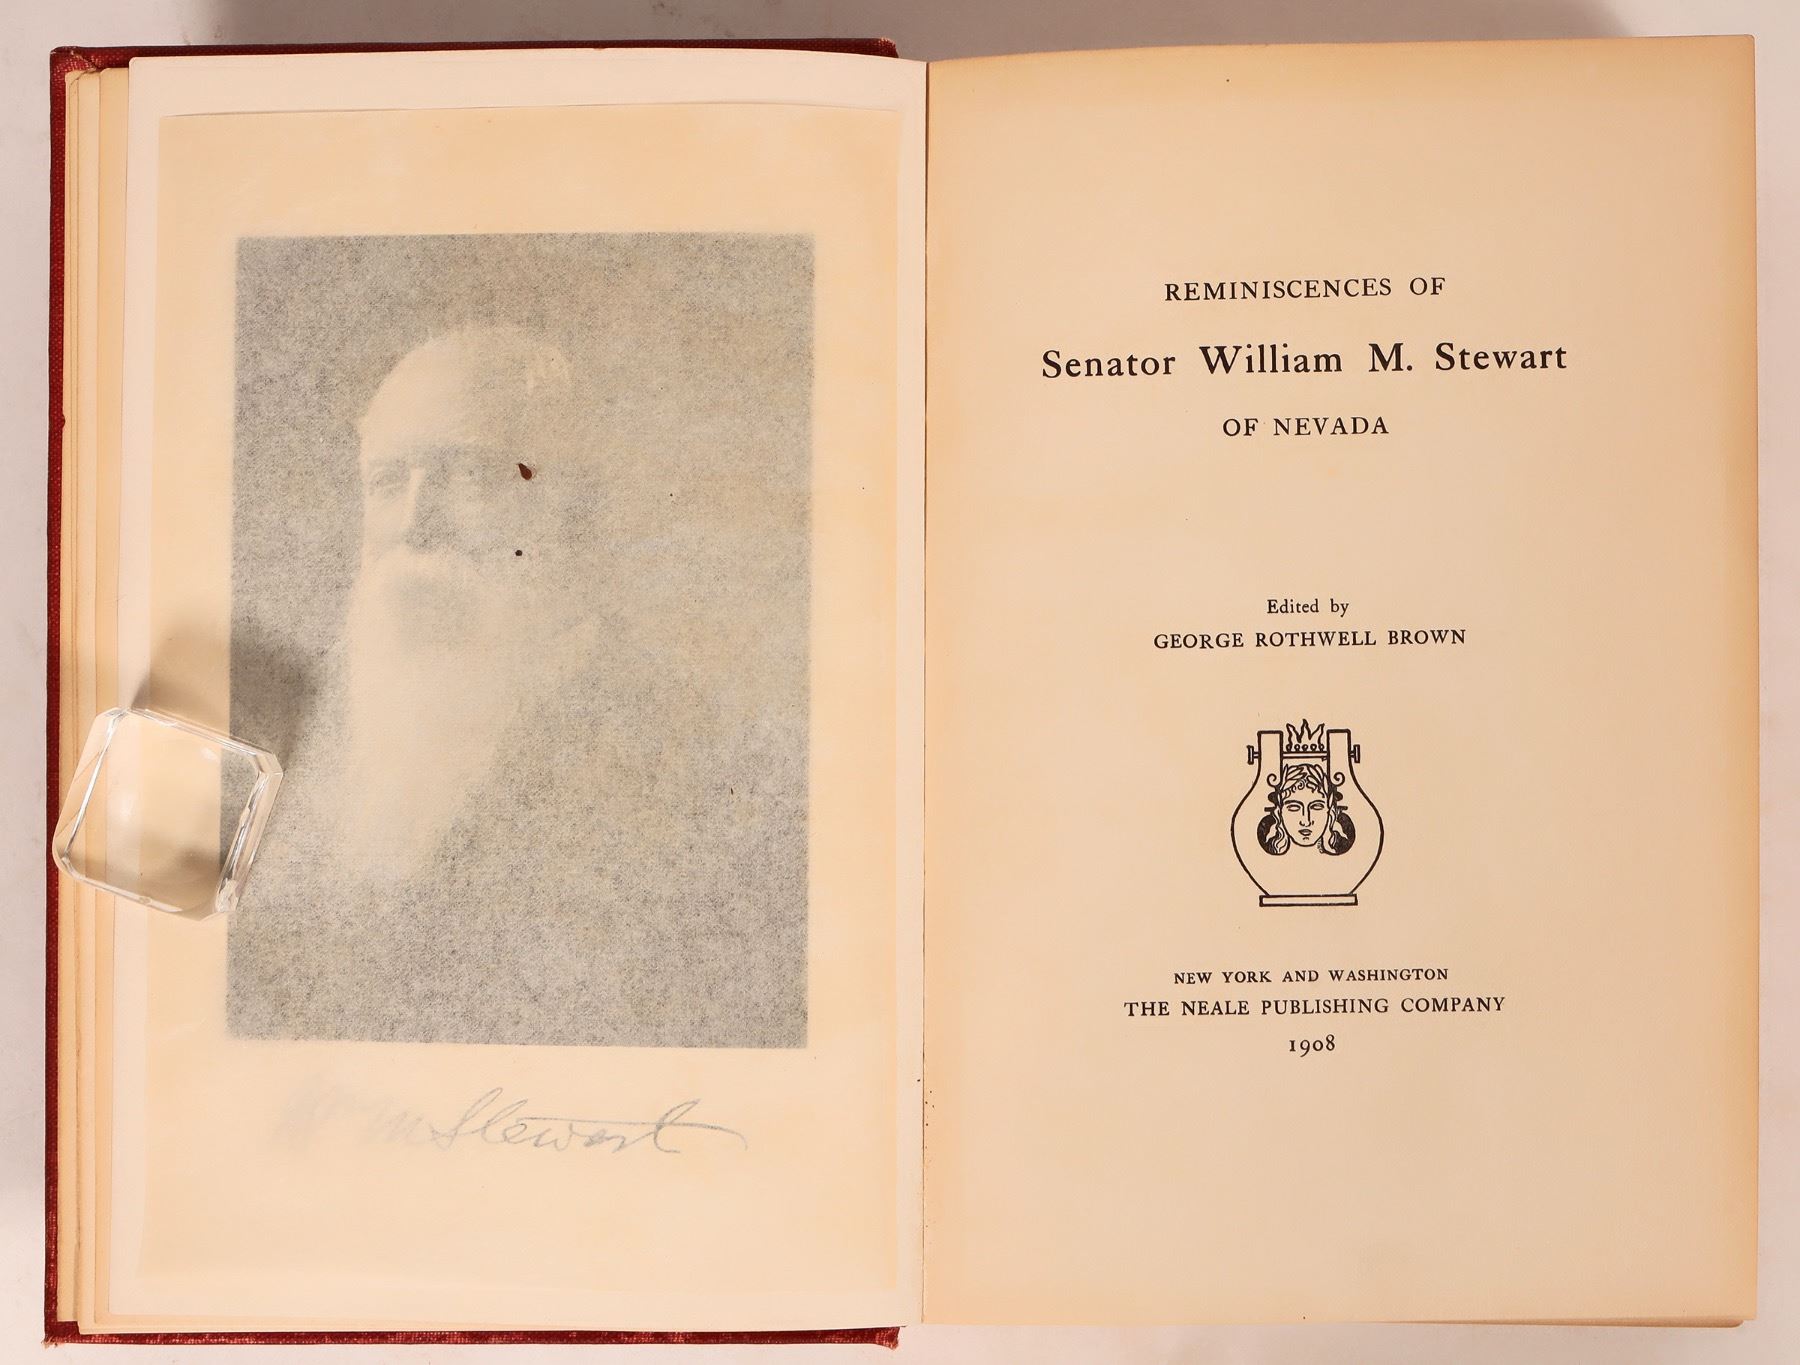 Wm M Stewart
REMINISCENCES OF
Senator William M. Stewart
OF NEVADA
Edited by
GEORGE ROTHWELL BROWN
NEW YORK AND WASHINGTON
THE NEALE PUBLISHING COMPANY
1908